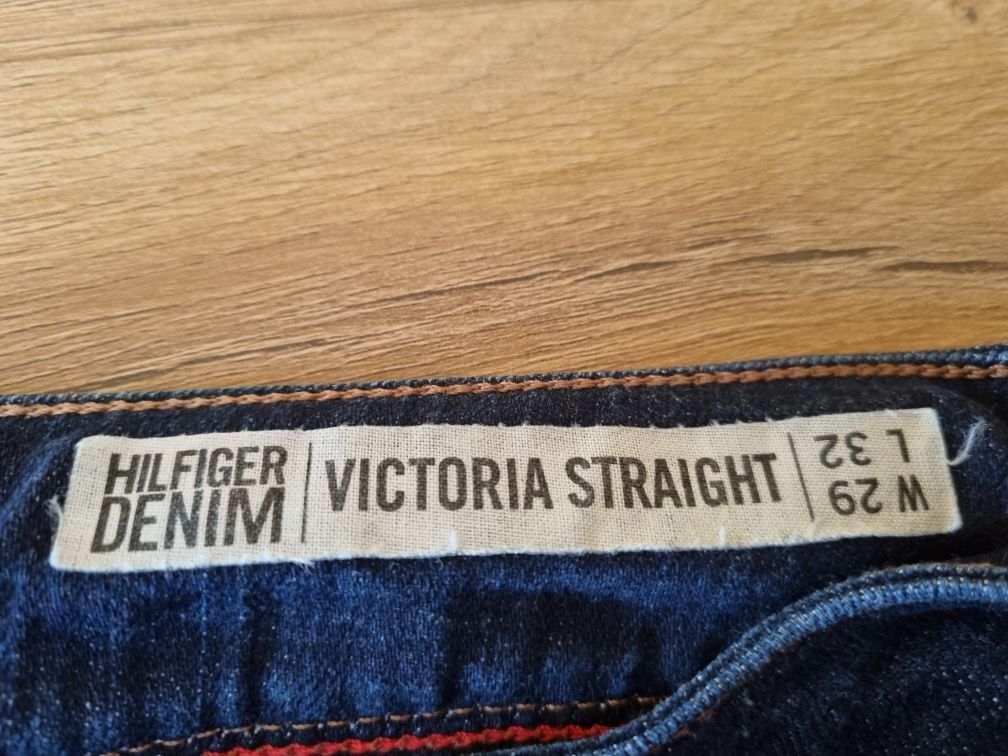 HILFIGER
DENIM
VICTORIA STRAIGHT
W 29
L 32